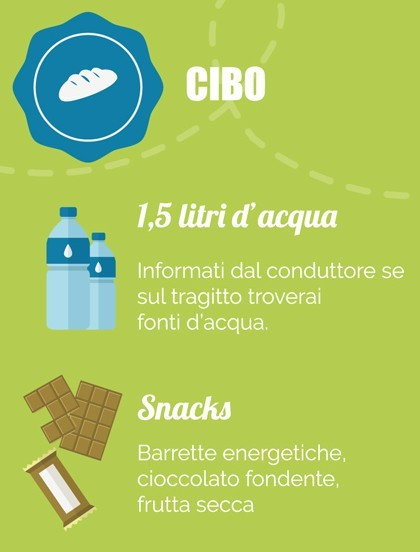 CIBO
1,5 litri d'acqua
Informati dal conduttore se
sul tragitto troverai
fonti d'acqua.
Snacks
Barrette energetiche,
cioccolato fondente,
frutta secca